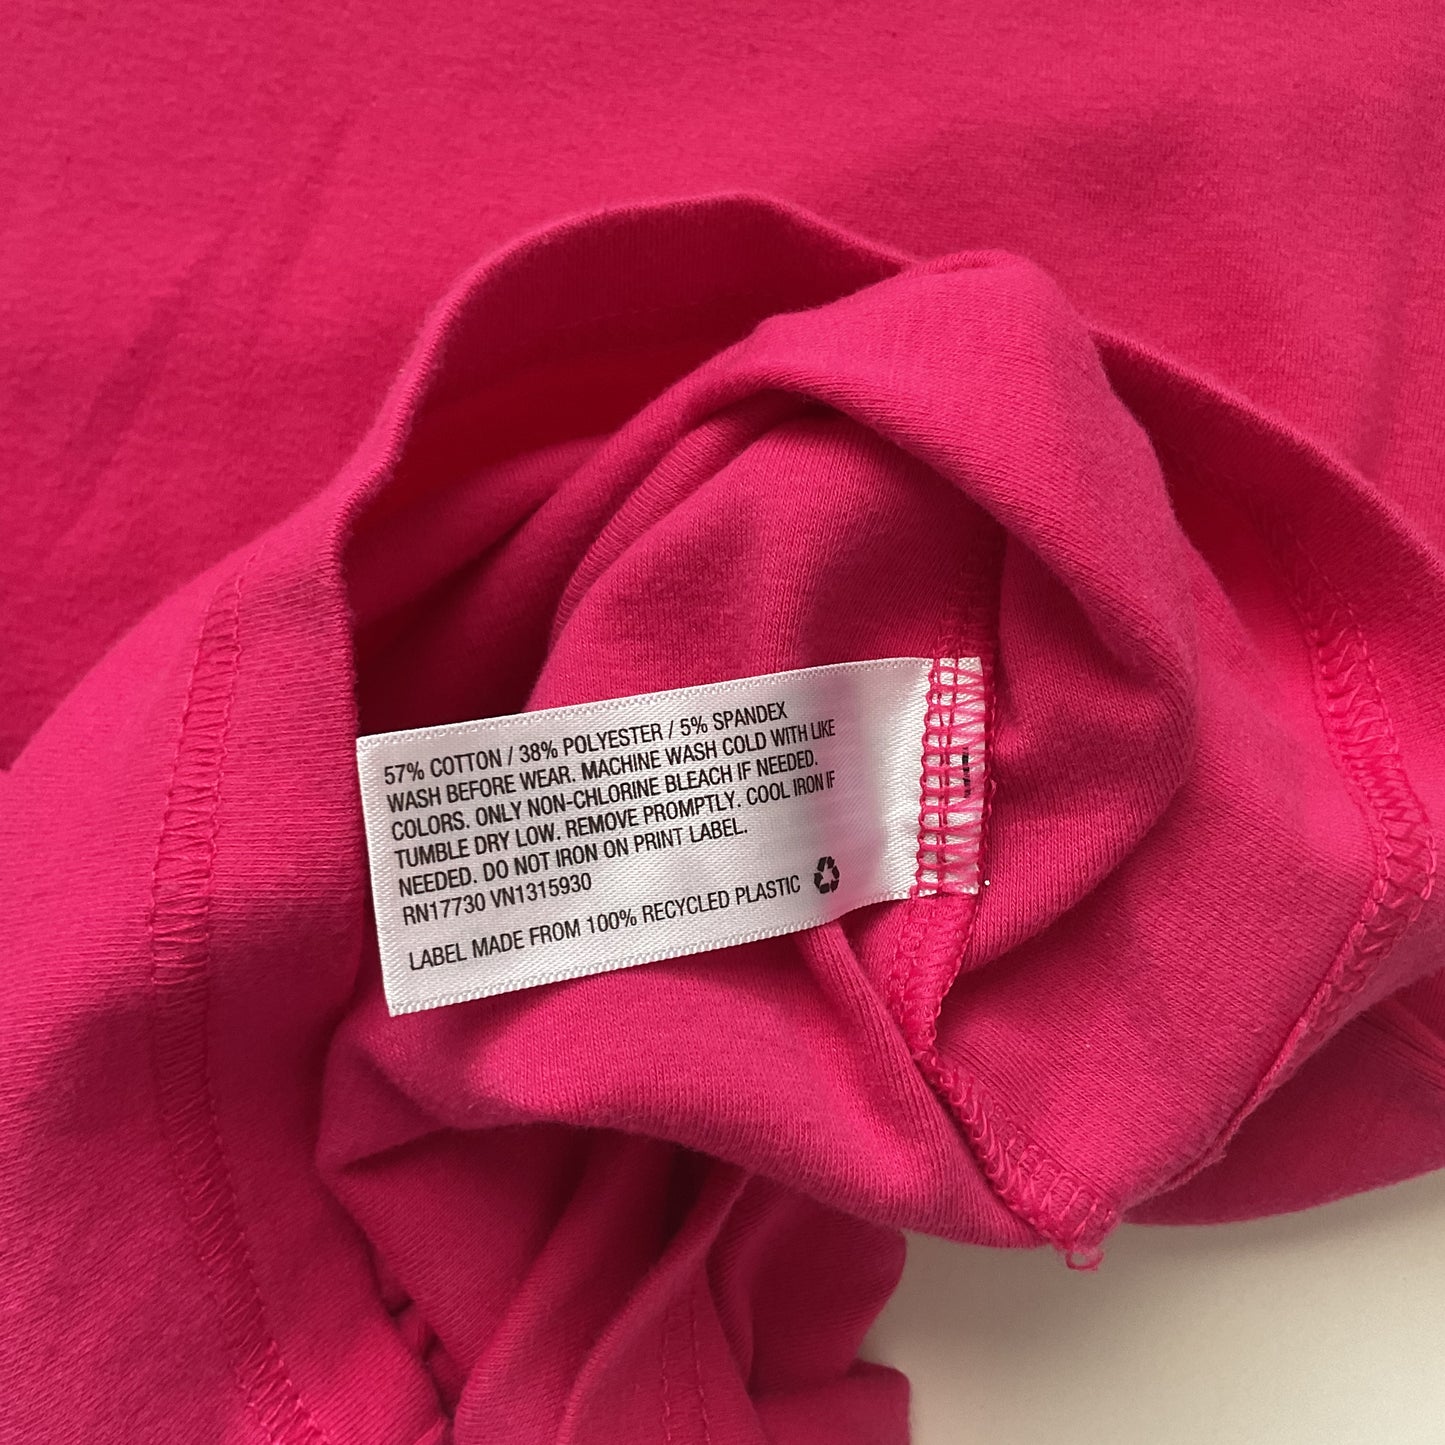 57% COTTON / 38% POLYESTER / 5% SPANDEX
WASH BEFORE WEAR. MACHINE WASH COLD WITH LIKE
COLORS. ONLY NON-CHLORINE BLEACH IF NEEDED.
TUMBLE DRY LOW. REMOVE PROMPTLY. COOL IRON IF
NEEDED. DO NOT IRON ON PRINT LABEL.
RN17730 VN1315930
LABEL MADE FROM 100% RECYCLED PLASTIC